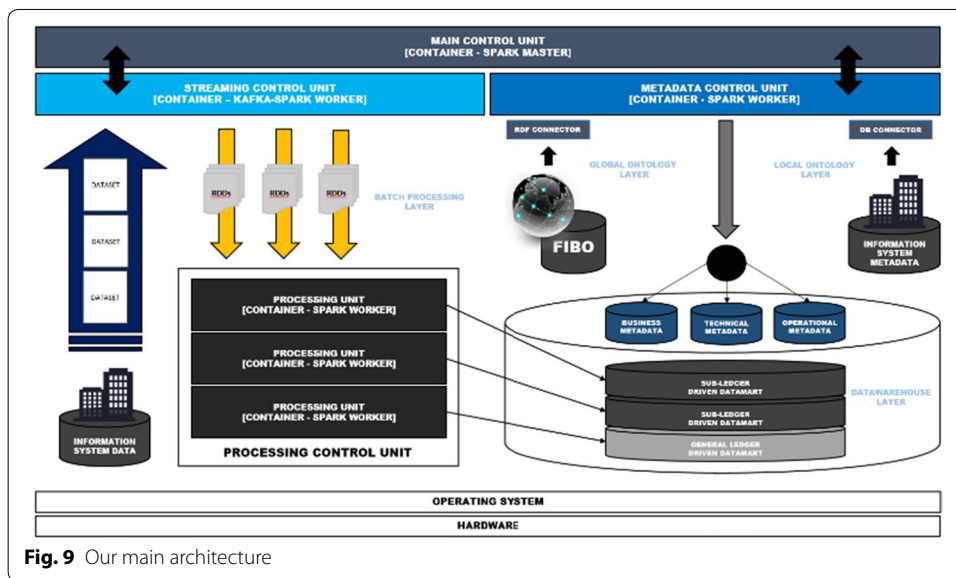 MAIN CONTROL UNIT
[CONTAINER - SPARK MASTER]
STREAMING CONTROL UNIT
[CONTAINER – KAFKA-SPARK WORKER]
METADATA CONTROL UNIT
[CONTAINER - SPARK WORKER]
RDF CONNECTOR
DB CONNECTOR
GLOBAL ONTOLOGY
LAYER
LOCAL ONTOLOGY
LAYER
DATASET
DATASET
DATASET
RDDs
RDDs
RDDs
BATCH PROCESSING
LAYER
FIBO
INFORMATION
SYSTEM
METADATA
PROCESSING UNIT
[CONTAINER - SPARK WORKER]
PROCESSING UNIT
[CONTAINER - SPARK WORKER]
PROCESSING UNIT
[CONTAINER - SPARK WORKER]
PROCESSING CONTROL UNIT
INFORMATION
SYSTEM DATA
BUSINESS
METADATA
TECHNICAL
METADATA
OPERATIONAL
METADATA
SUB-LEDGER
DRIVEN DATAMART
SUB-LEDGER
DRIVEN DATAMART
GENERAL LEDGER
DRIVEN DATAMART
DATAWAREHOUSE
LAYER
OPERATING SYSTEM
HARDWARE
Fig. 9 Our main architecture